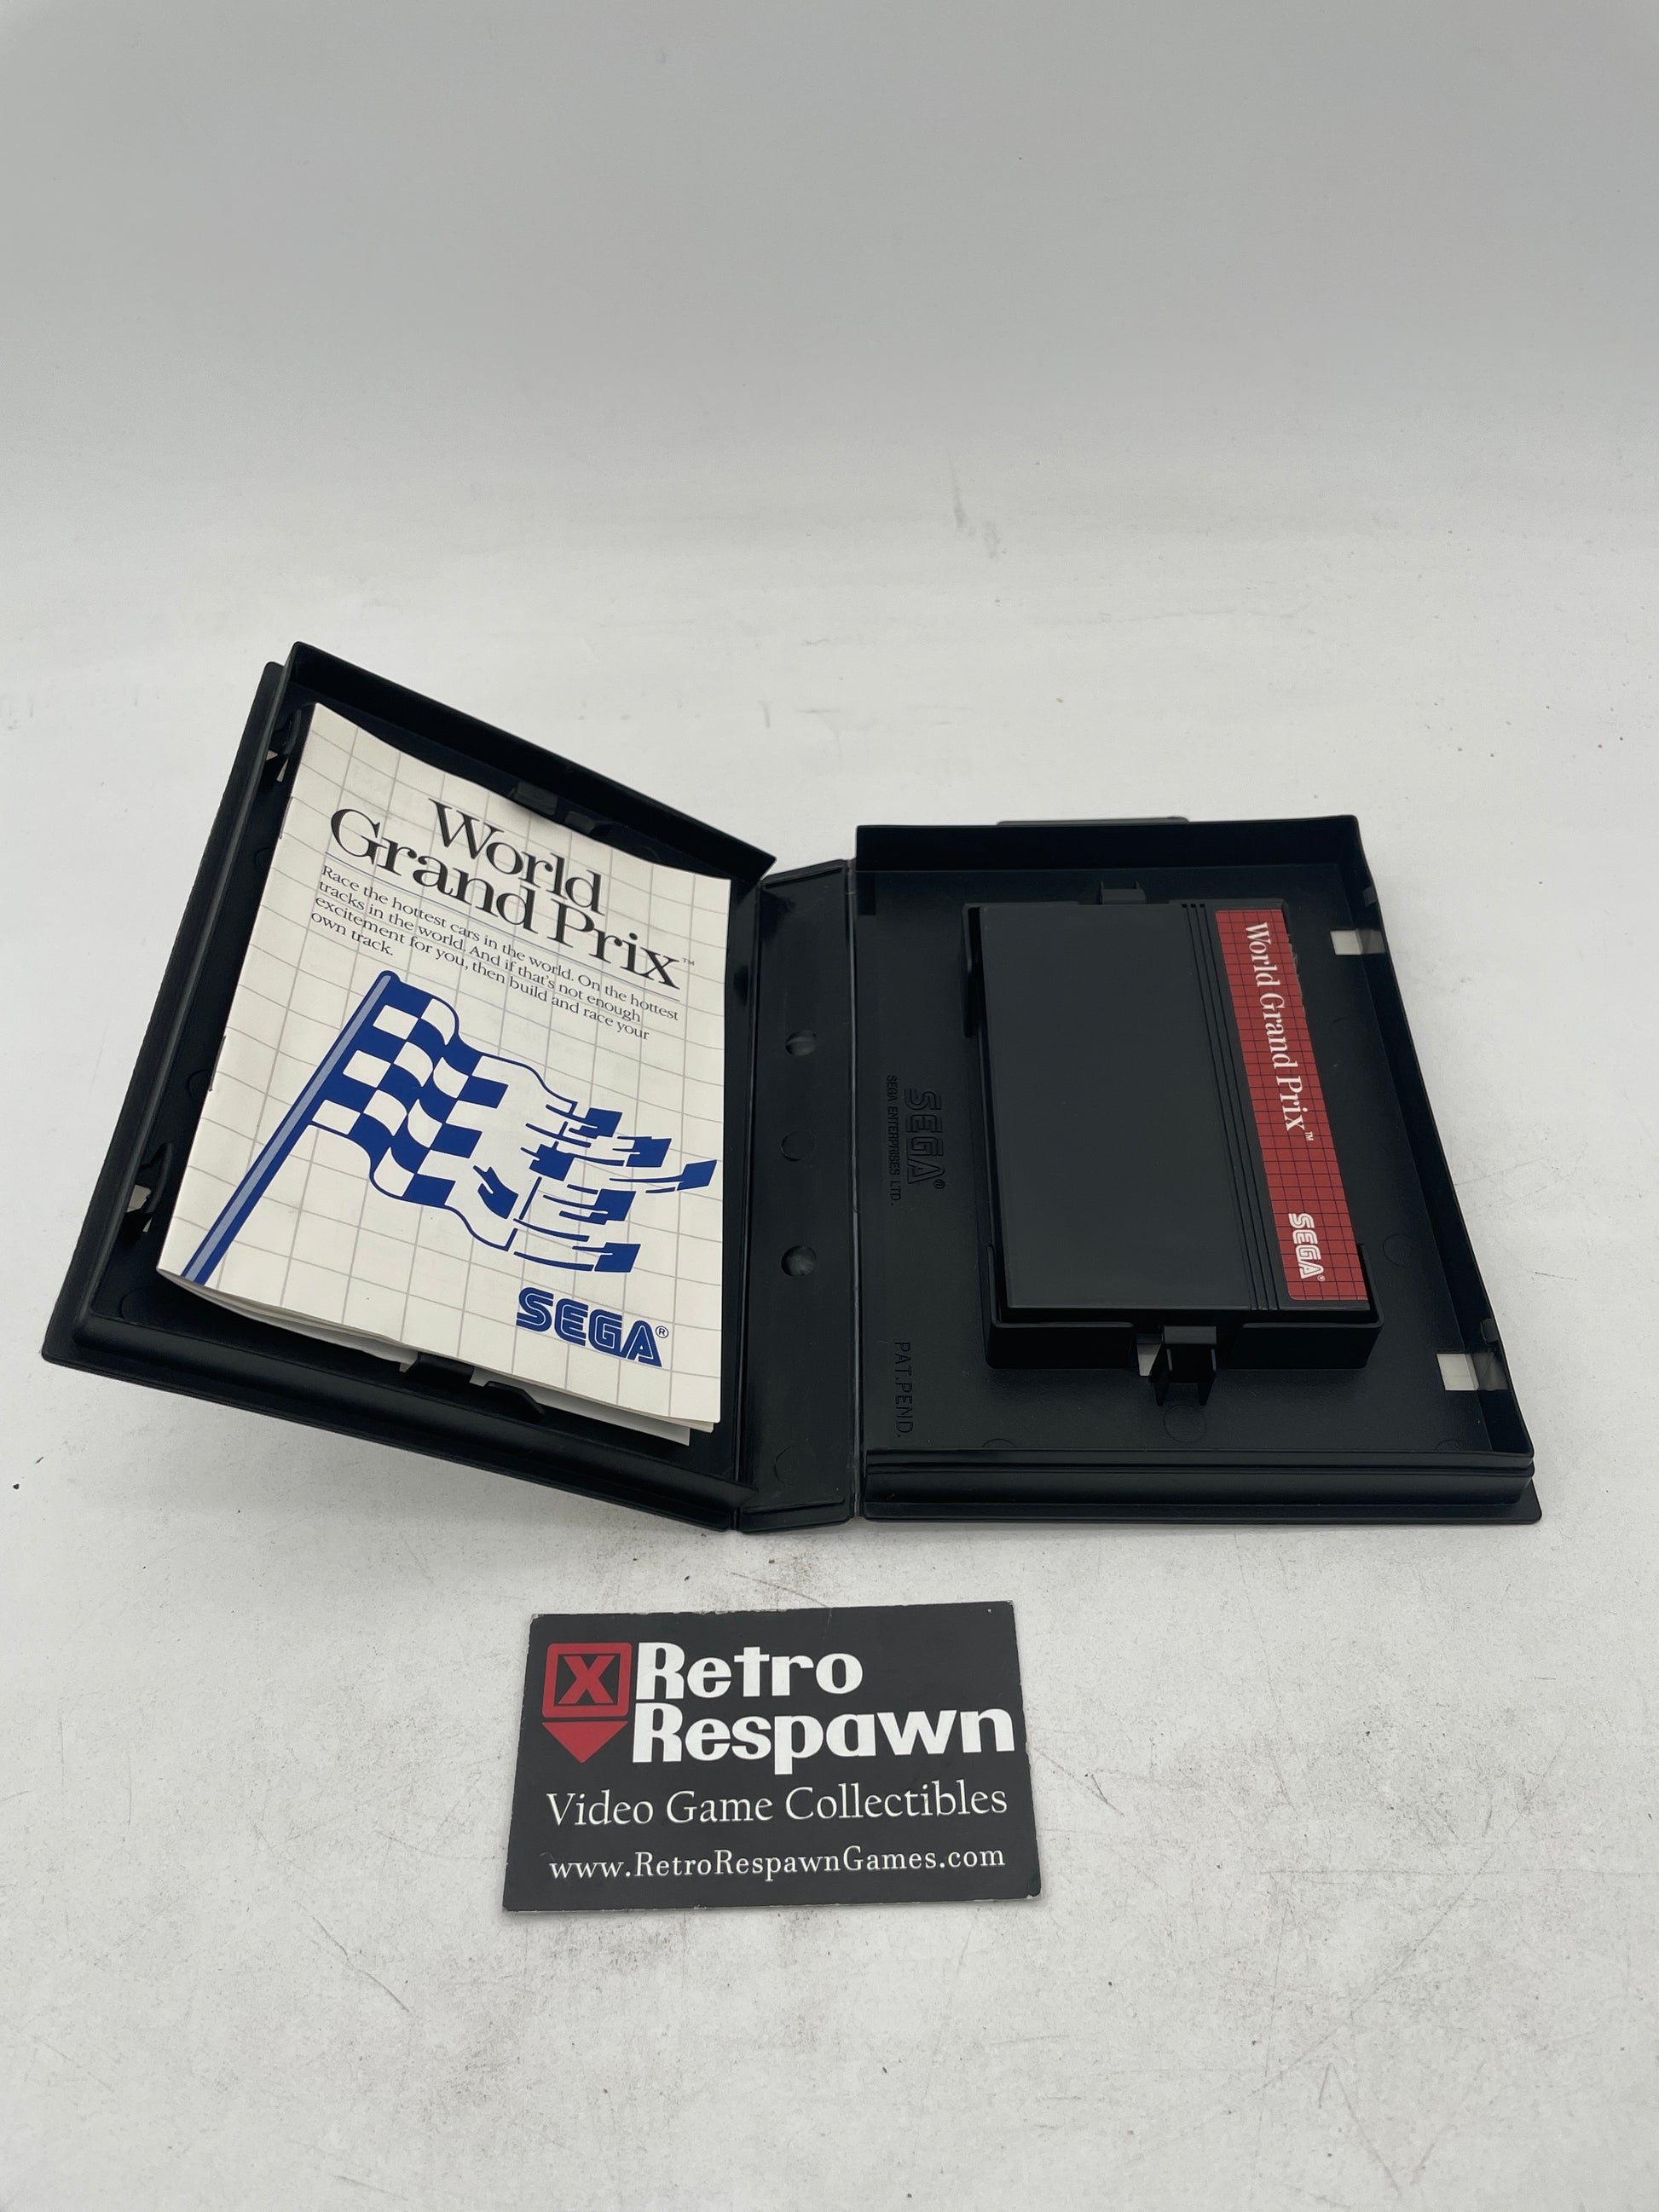 World
Grand Prix™
Race the hottest cars in the world. On the hottest
tracks in the world. And if that's not enough
excitement for you, then build and race your
own track.
SEGA®
SEGA®
SEGA ENTERPRISES LTD.
PAT.PEND.
World Grand Prix™
SEGA®
X Retro
Respawn
Video Game Collectibles
www.RetroRespawnGames.com